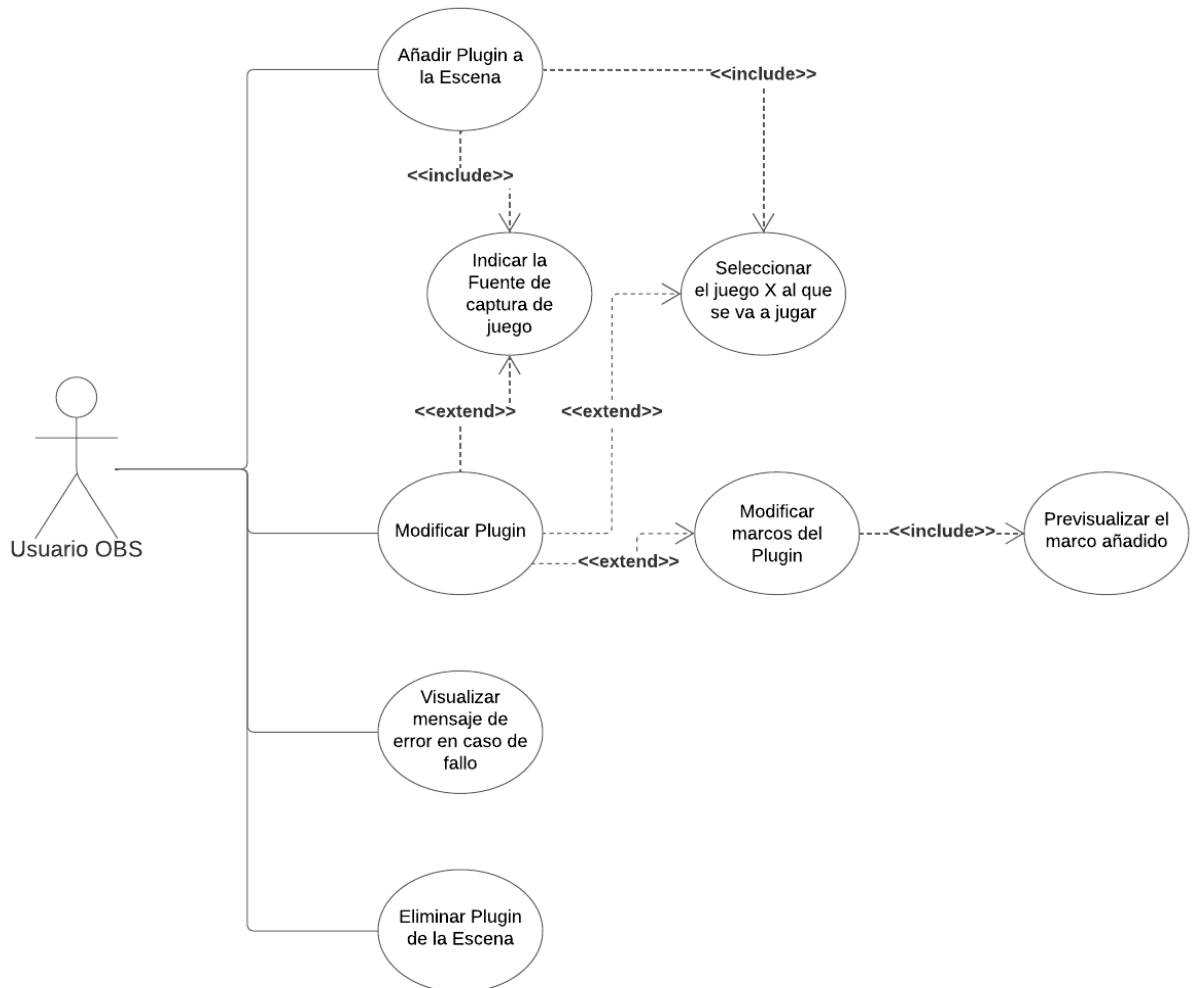 Añadir Plugin a
la Escena
<<include>>
<<include>>
Indicar la
Fuente de
captura de
juego
Seleccionar
el juego X al que
se va a jugar
<<extend>>
<<extend>>
Usuario OBS
Modificar Plugin
<<extend>>
Modificar
marcos del
Plugin
<<include>>
Previsualizar el
marco añadido
Visualizar
mensaje de
error en caso de
fallo
Eliminar Plugin
de la Escena